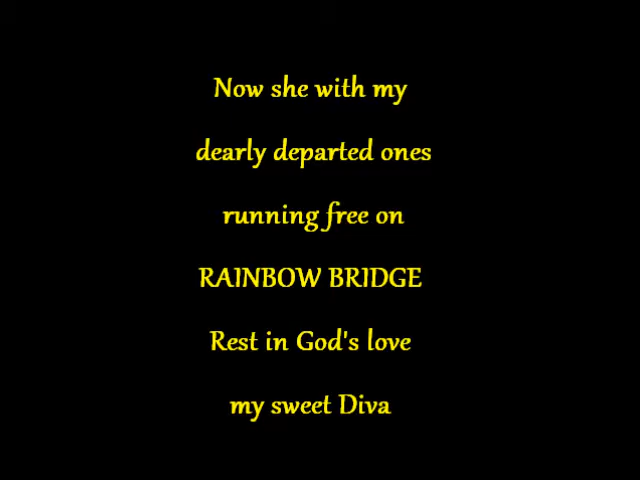 Now she with my
dearly departed ones
running free on
RAINBOW BRIDGE
Rest in God's love
my sweet Diva